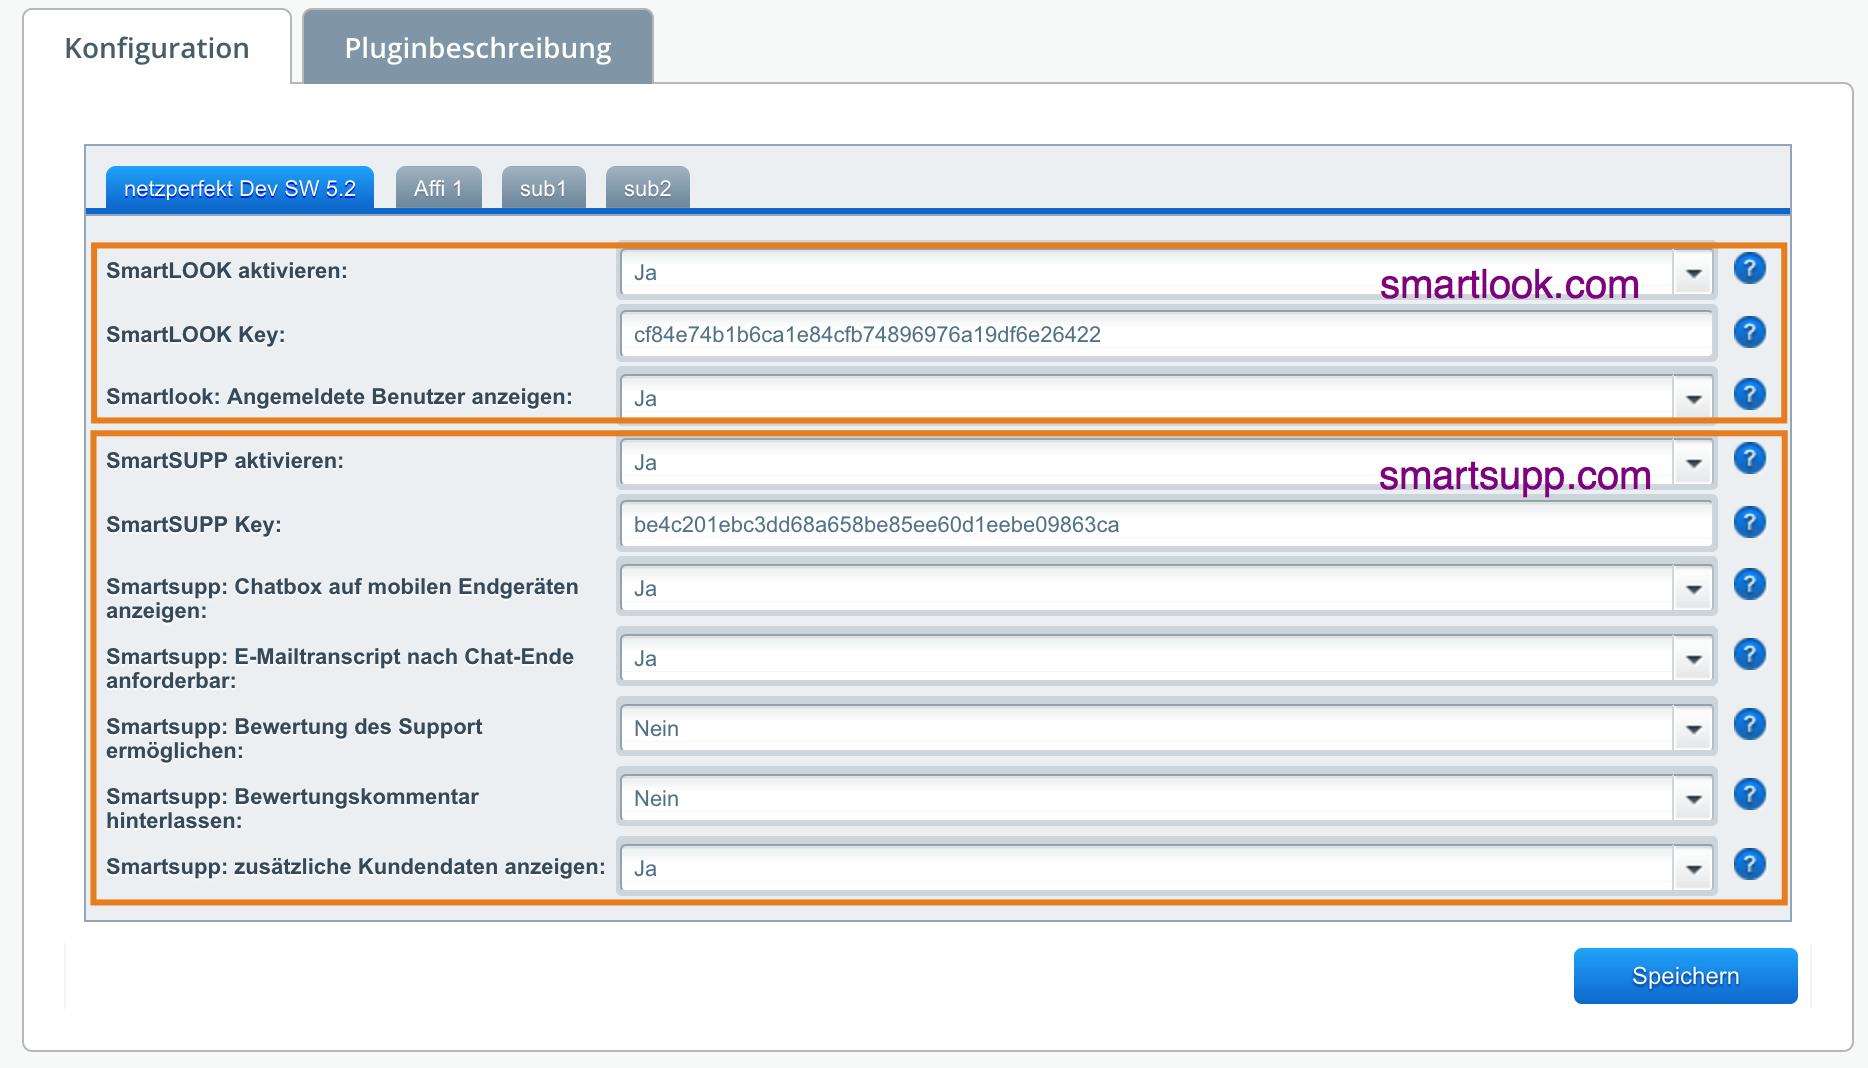 Konfiguration
Pluginbeschreibung
netzperfekt Dev SW 5.2
Affi 1
sub1
sub2
SmartLOOK aktivieren:
Ja
smartlook.com
?
SmartLOOK Key:
cf84e74b1b6ca1e84cfb74896976a19df6e26422
?
Smartlook: Angemeldete Benutzer anzeigen:
Ja
?
SmartSUPP aktivieren:
Ja
smartsupp.com
?
SmartSUPP Key:
be4c201ebc3dd68a658be85ee60d1eebe09863ca
?
Smartsupp: Chatbox auf mobilen Endgeräten
anzeigen:
Ja
?
Smartsupp: E-Mailtranscript nach Chat-Ende
anforderbar:
Ja
?
Smartsupp: Bewertung des Support
ermöglichen:
Nein
?
Smartsupp: Bewertungskommentar
hinterlassen:
Nein
?
Smartsupp: zusätzliche Kundendaten anzeigen:
Ja
?
Speichern